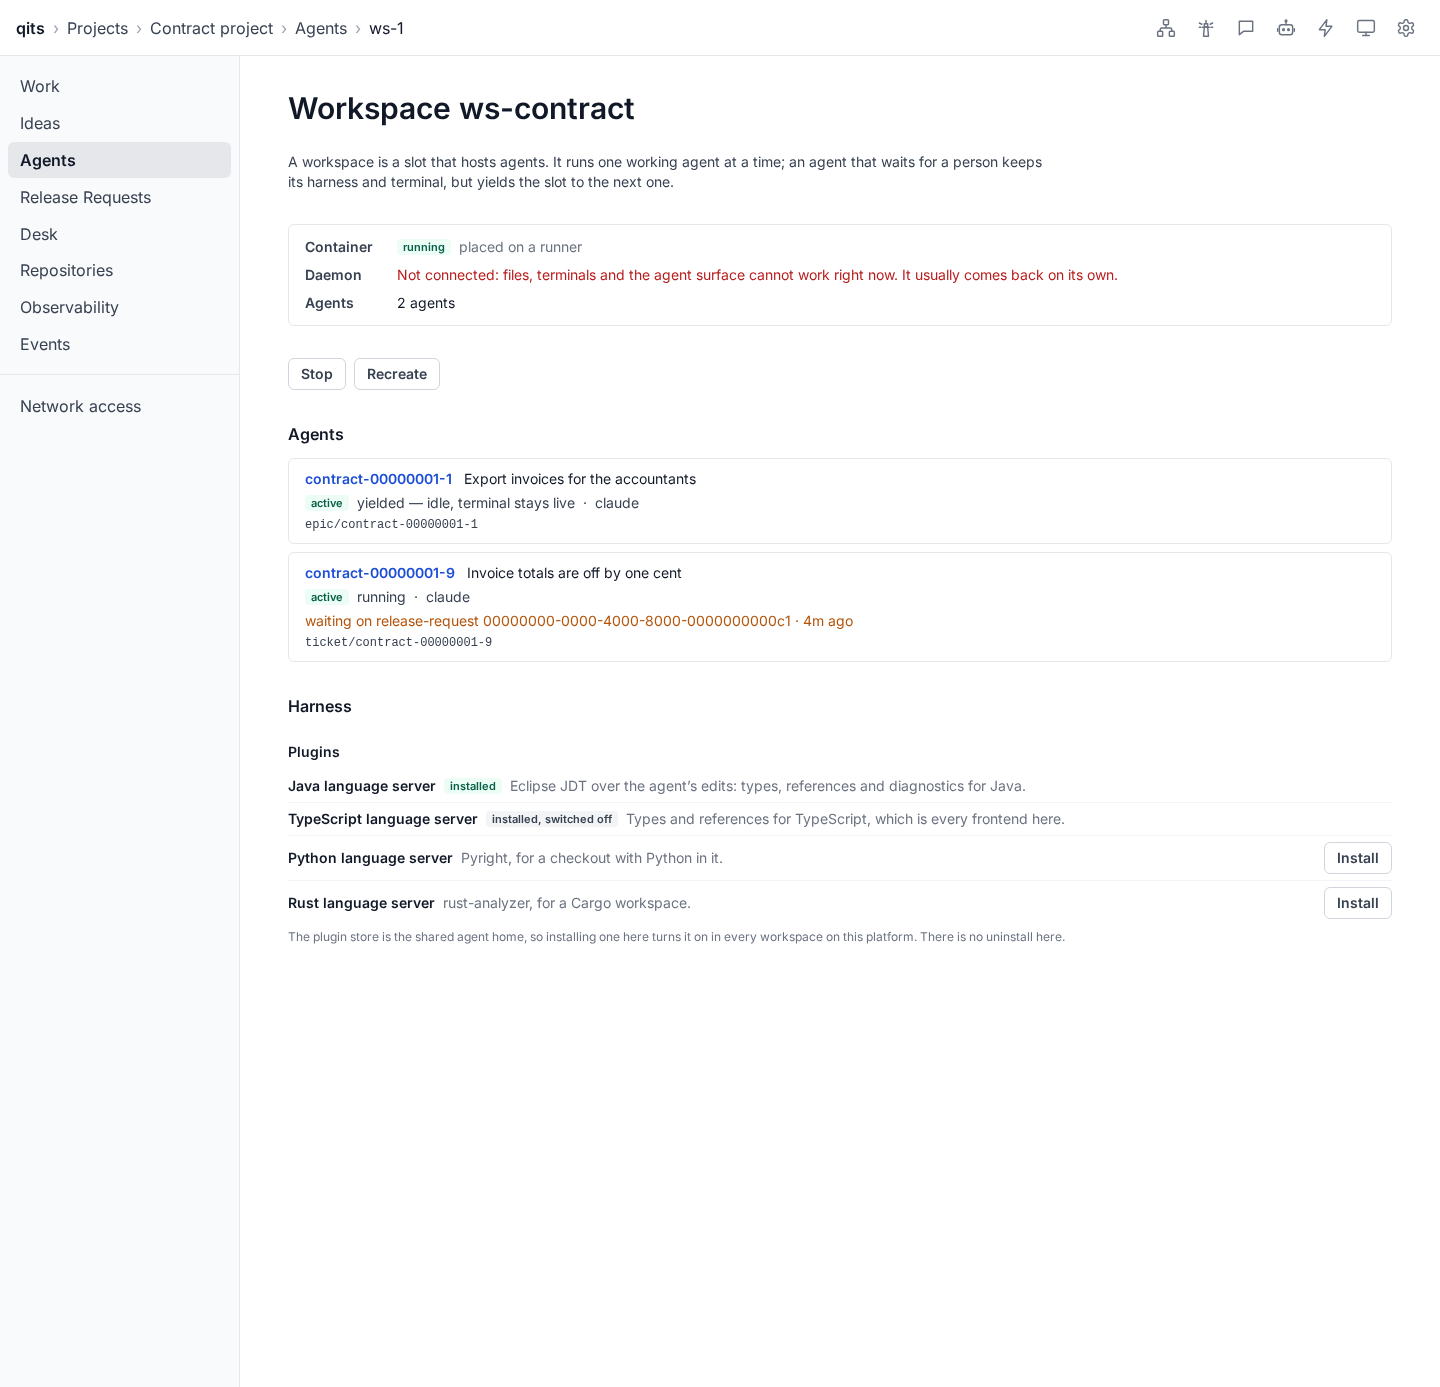 qits › Projects › Contract project › Agents › ws-1
Work
Ideas
Agents
Release Requests
Desk
Repositories
Observability
Events
Network access
Workspace ws-contract
A workspace is a slot that hosts agents. It runs one working agent at a time; an agent that waits for a person keeps
its harness and terminal, but yields the slot to the next one.
Container running placed on a runner
Daemon Not connected: files, terminals and the agent surface cannot work right now. It usually comes back on its own.
Agents 2 agents
Stop Recreate
Agents
contract-00000001-1 Export invoices for the accountants
active yielded — idle, terminal stays live · claude
epic/contract-00000001-1
contract-00000001-9 Invoice totals are off by one cent
active running · claude
waiting on release-request 00000000-0000-4000-8000-0000000000c1 · 4m ago
ticket/contract-00000001-9
Harness
Plugins
Java language server installed Eclipse JDT over the agent’s edits: types, references and diagnostics for Java.
TypeScript language server installed, switched off Types and references for TypeScript, which is every frontend here.
Python language server Pyright, for a checkout with Python in it. Install
Rust language server rust-analyzer, for a Cargo workspace. Install
The plugin store is the shared agent home, so installing one here turns it on in every workspace on this platform. There is no uninstall here.